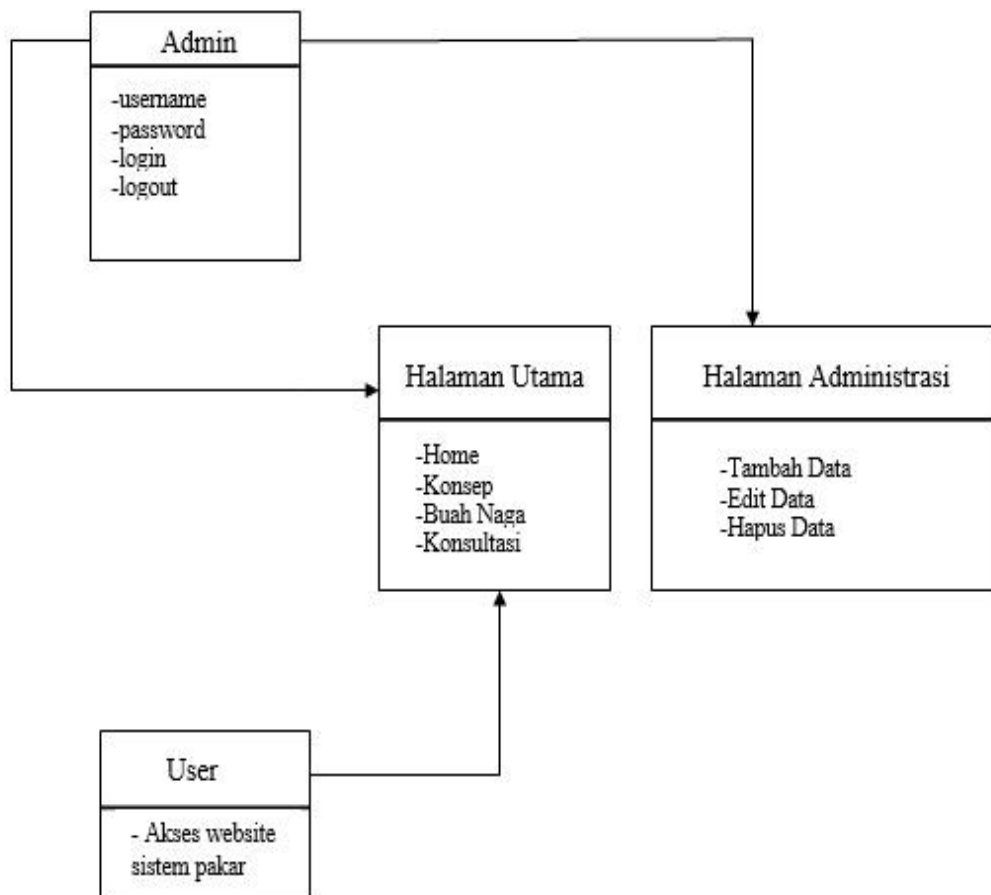 Admin
-username
-password
-login
-logout
Halaman Utama
-Home
-Konsep
-Buah Naga
-Konsultasi
Halaman Administrasi
-Tambah Data
-Edit Data
-Hapus Data
User
- Akses website
sistem pakar